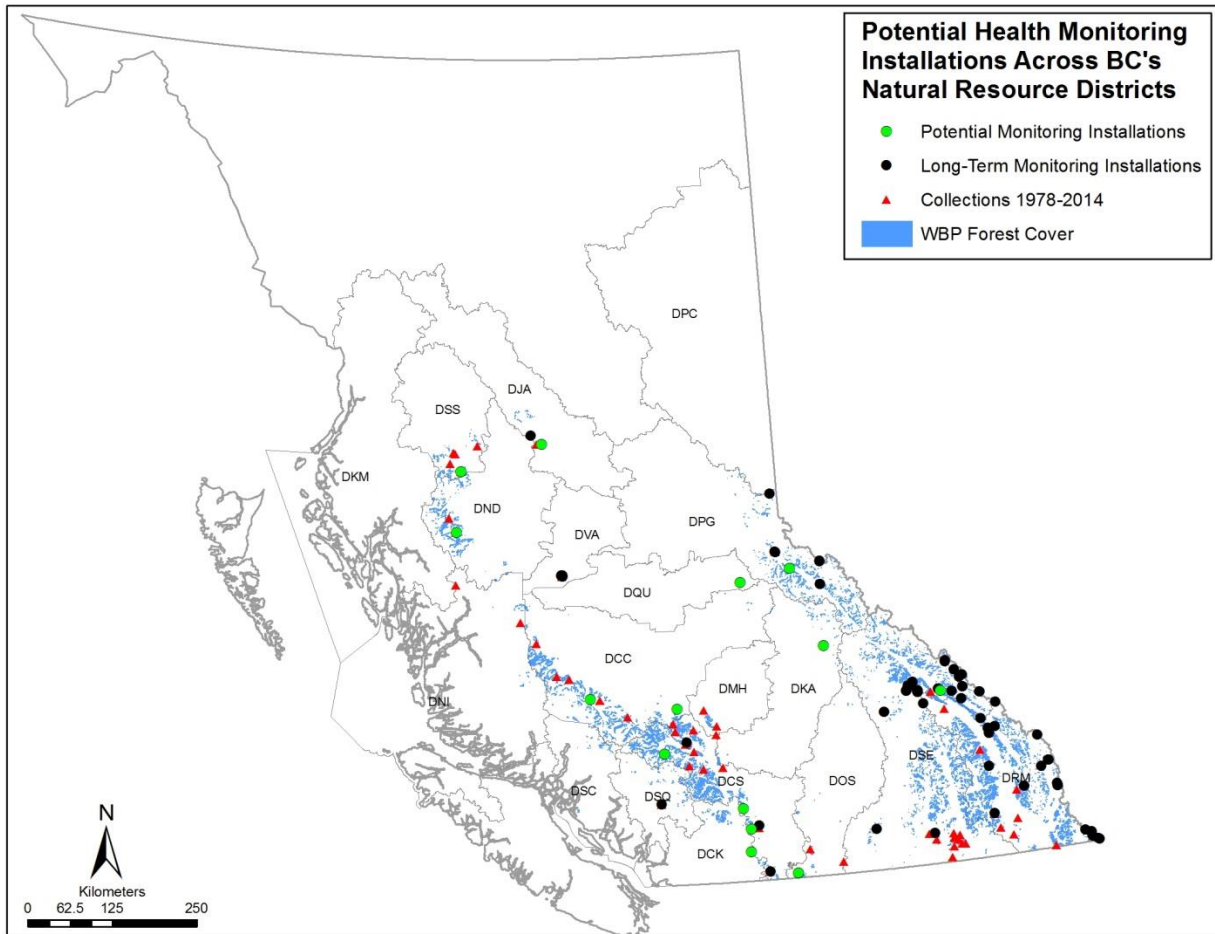 Potential Health Monitoring
Installations Across BC's
Natural Resource Districts
Potential Monitoring Installations
Long-Term Monitoring Installations
Collections 1978-2014
WBP Forest Cover
DPC
DJA
DSS
DKM
DND
DVA
DPG
DQU
DCC
DMH
DKA
DNI
DSE
DRM
DCS
DOS
DSC
DSQ
DCK
N
Kilometers
0 62.5 125 250